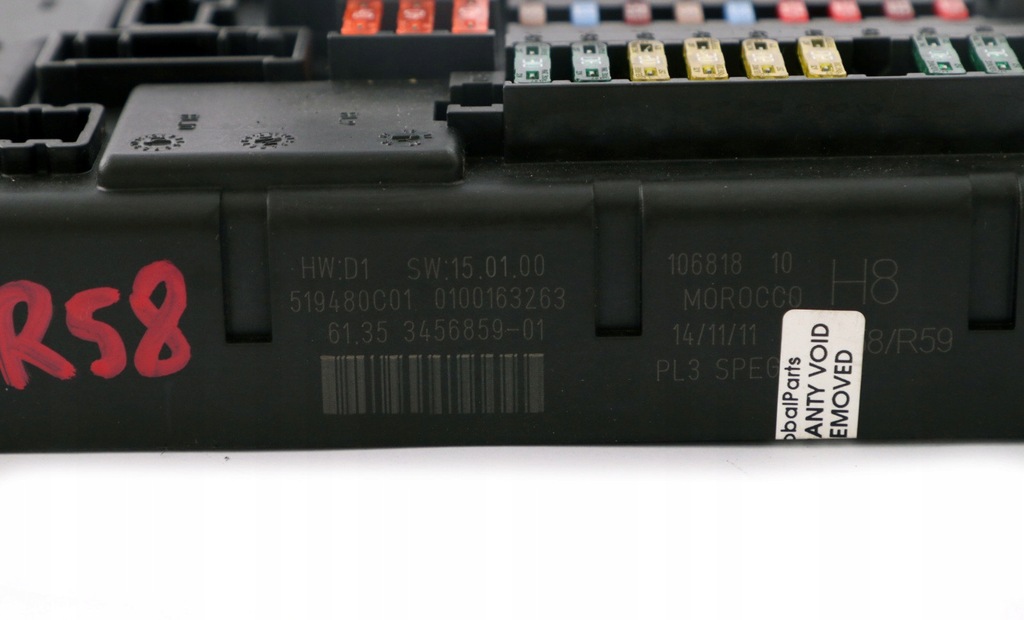 R58
HW:D1 SW:15.01.00
519480C01 0100163263
61.35 3456859-01
106818 10
MOROCCO
14/11/11
PL3
H8
8/R59
obalParts
ANTY VOID
EMOVED